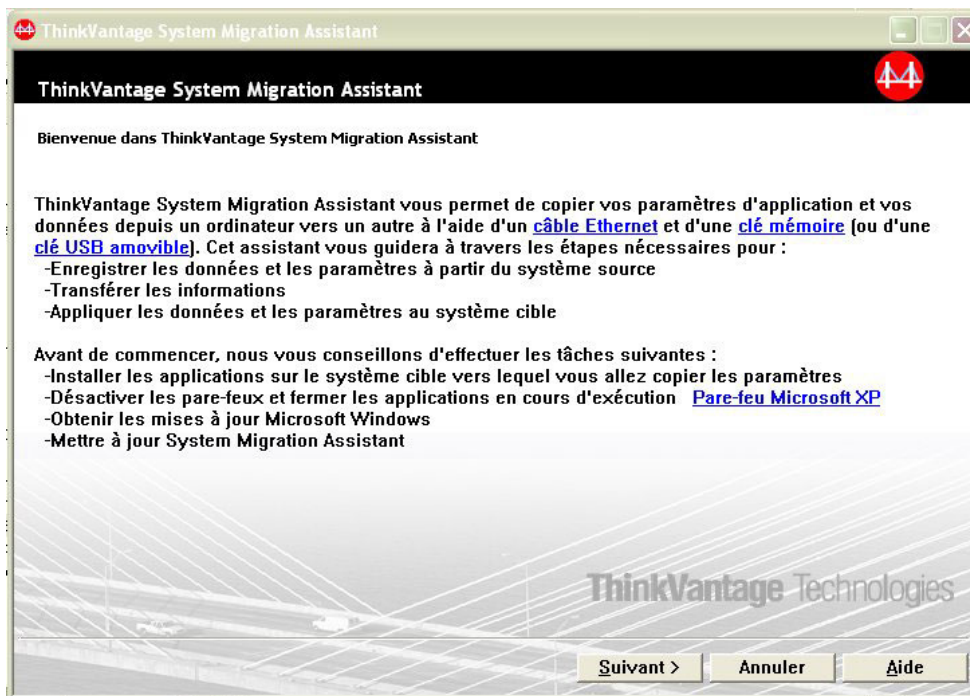 ThinkVantage System Migration Assistant
ThinkVantage System Migration Assistant
Bienvenue dans ThinkVantage System Migration Assistant
ThinkVantage System Migration Assistant vous permet de copier vos paramètres d'application et vos
données depuis un ordinateur vers un autre à l'aide d'un câble Ethernet et d'une clé mémoire (ou d'une
clé USB amovible). Cet assistant vous guidera à travers les étapes nécessaires pour :
-Enregistrer les données et les paramètres à partir du système source
-Transférer les informations
-Appliquer les données et les paramètres au système cible
Avant de commencer, nous vous conseillons d'effectuer les tâches suivantes :
-Installer les applications sur le système cible vers lequel vous allez copier les paramètres
-Désactiver les pare-feux et fermer les applications en cours d'exécution Pare-feu Microsoft XP
-Obtenir les mises à jour Microsoft Windows
-Mettre à jour System Migration Assistant
ThinkVantage Technologies
Suivant > Annuler Aide